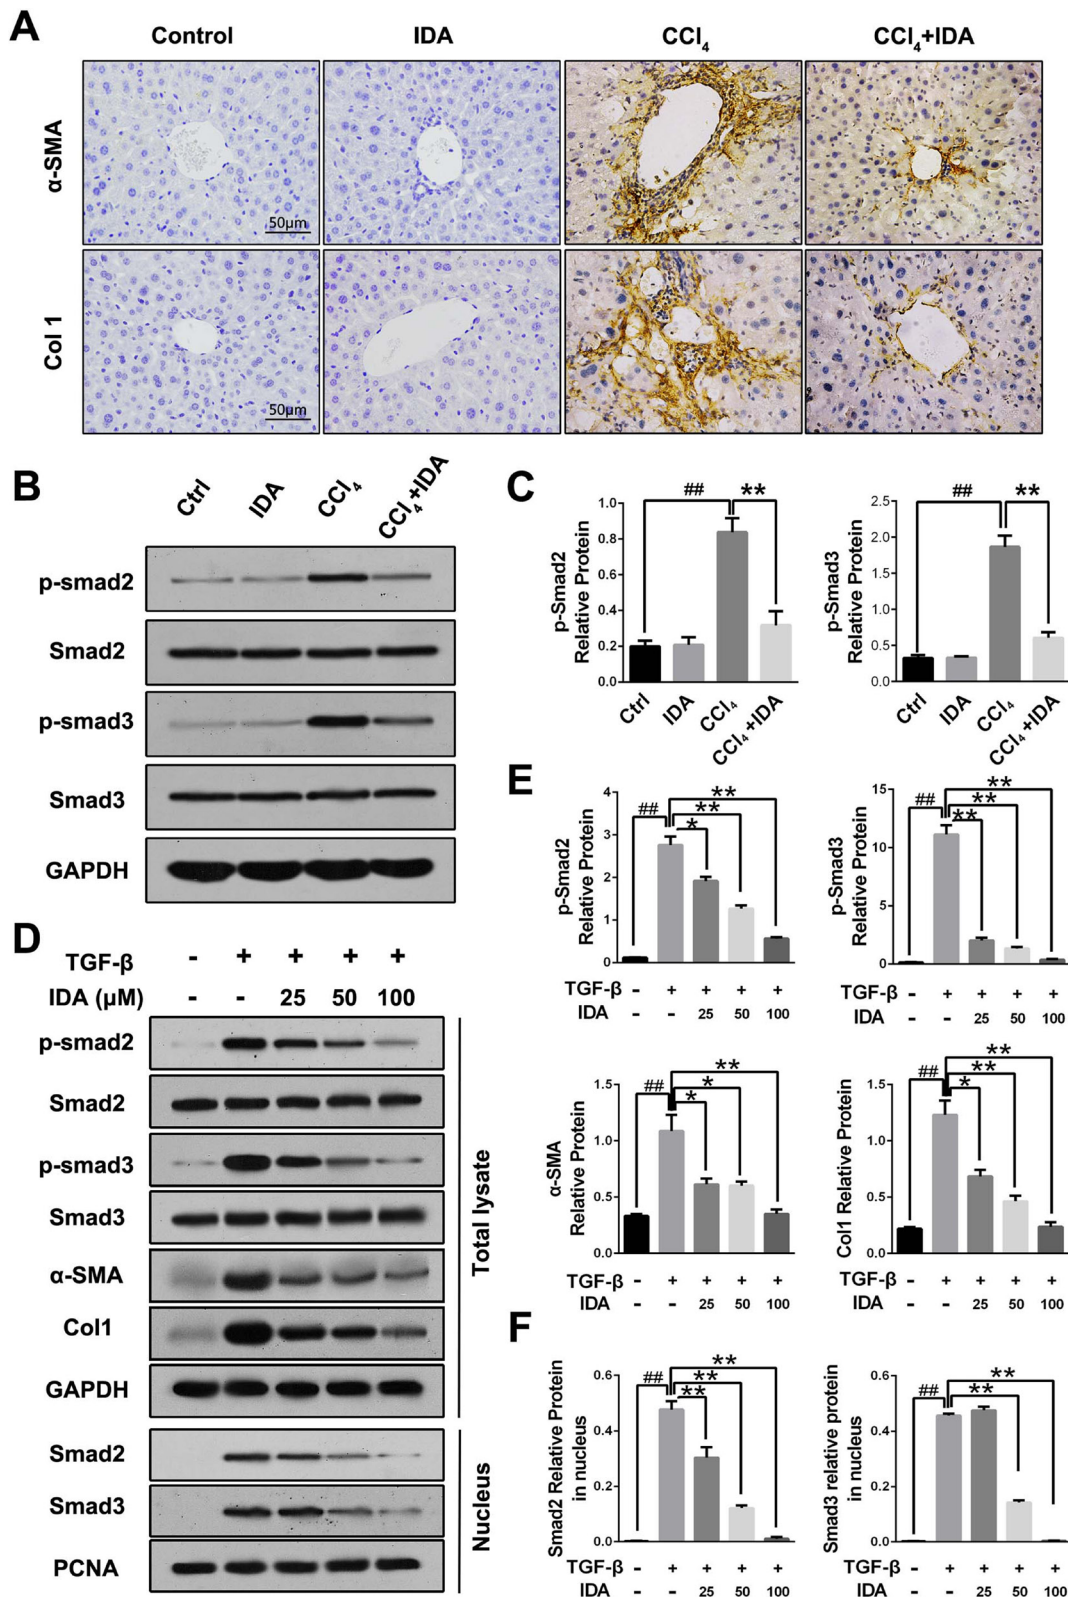 A
Control IDA CCl4 CCl4+IDA
α-SMA
50µm
Col 1
50µm
B
Ctrl IDA CCl4 CCl4+IDA
p-smad2
Smad2
p-smad3
Smad3
GAPDH
C
p-Smad2
Relative Protein
1.0
0.8
0.6
0.4
0.2
0.0
## **
Ctrl IDA CCl4 CCl4+IDA
p-Smad3
Relative Protein
2.5
2.0
1.5
1.0
0.5
0.0
## **
Ctrl IDA CCl4 CCl4+IDA
D
TGF-β - + + + +
IDA (µM) - - 25 50 100
p-smad2
Smad2
p-smad3
Smad3
α-SMA
Col1
GAPDH
Total lysate
Smad2
Smad3
PCNA
Nucleus
E
p-Smad2
Relative Protein
4
3
2
1
0
**
**
## *
TGF-β - + + + +
IDA - - 25 50 100
p-Smad3
Relative Protein
15
10
5
0
**
**
## **
TGF-β - + + + +
IDA - - 25 50 100
α-SMA
Relative Protein
1.5
1.0
0.5
0.0
**
*
## *
TGF-β - + + + +
IDA - - 25 50 100
Col1 Relative Protein
1.5
1.0
0.5
0.0
**
**
## *
TGF-β - + + + +
IDA - - 25 50 100
F
Smad2 Relative Protein
in nucleus
0.6
0.4
0.2
0.0
**
**
## **
TGF-β - + + + +
IDA - - 25 50 100
Smad3 relative protein
in nucleus
0.6
0.4
0.2
0.0
**
**
##
TGF-β - + + + +
IDA - - 25 50 100